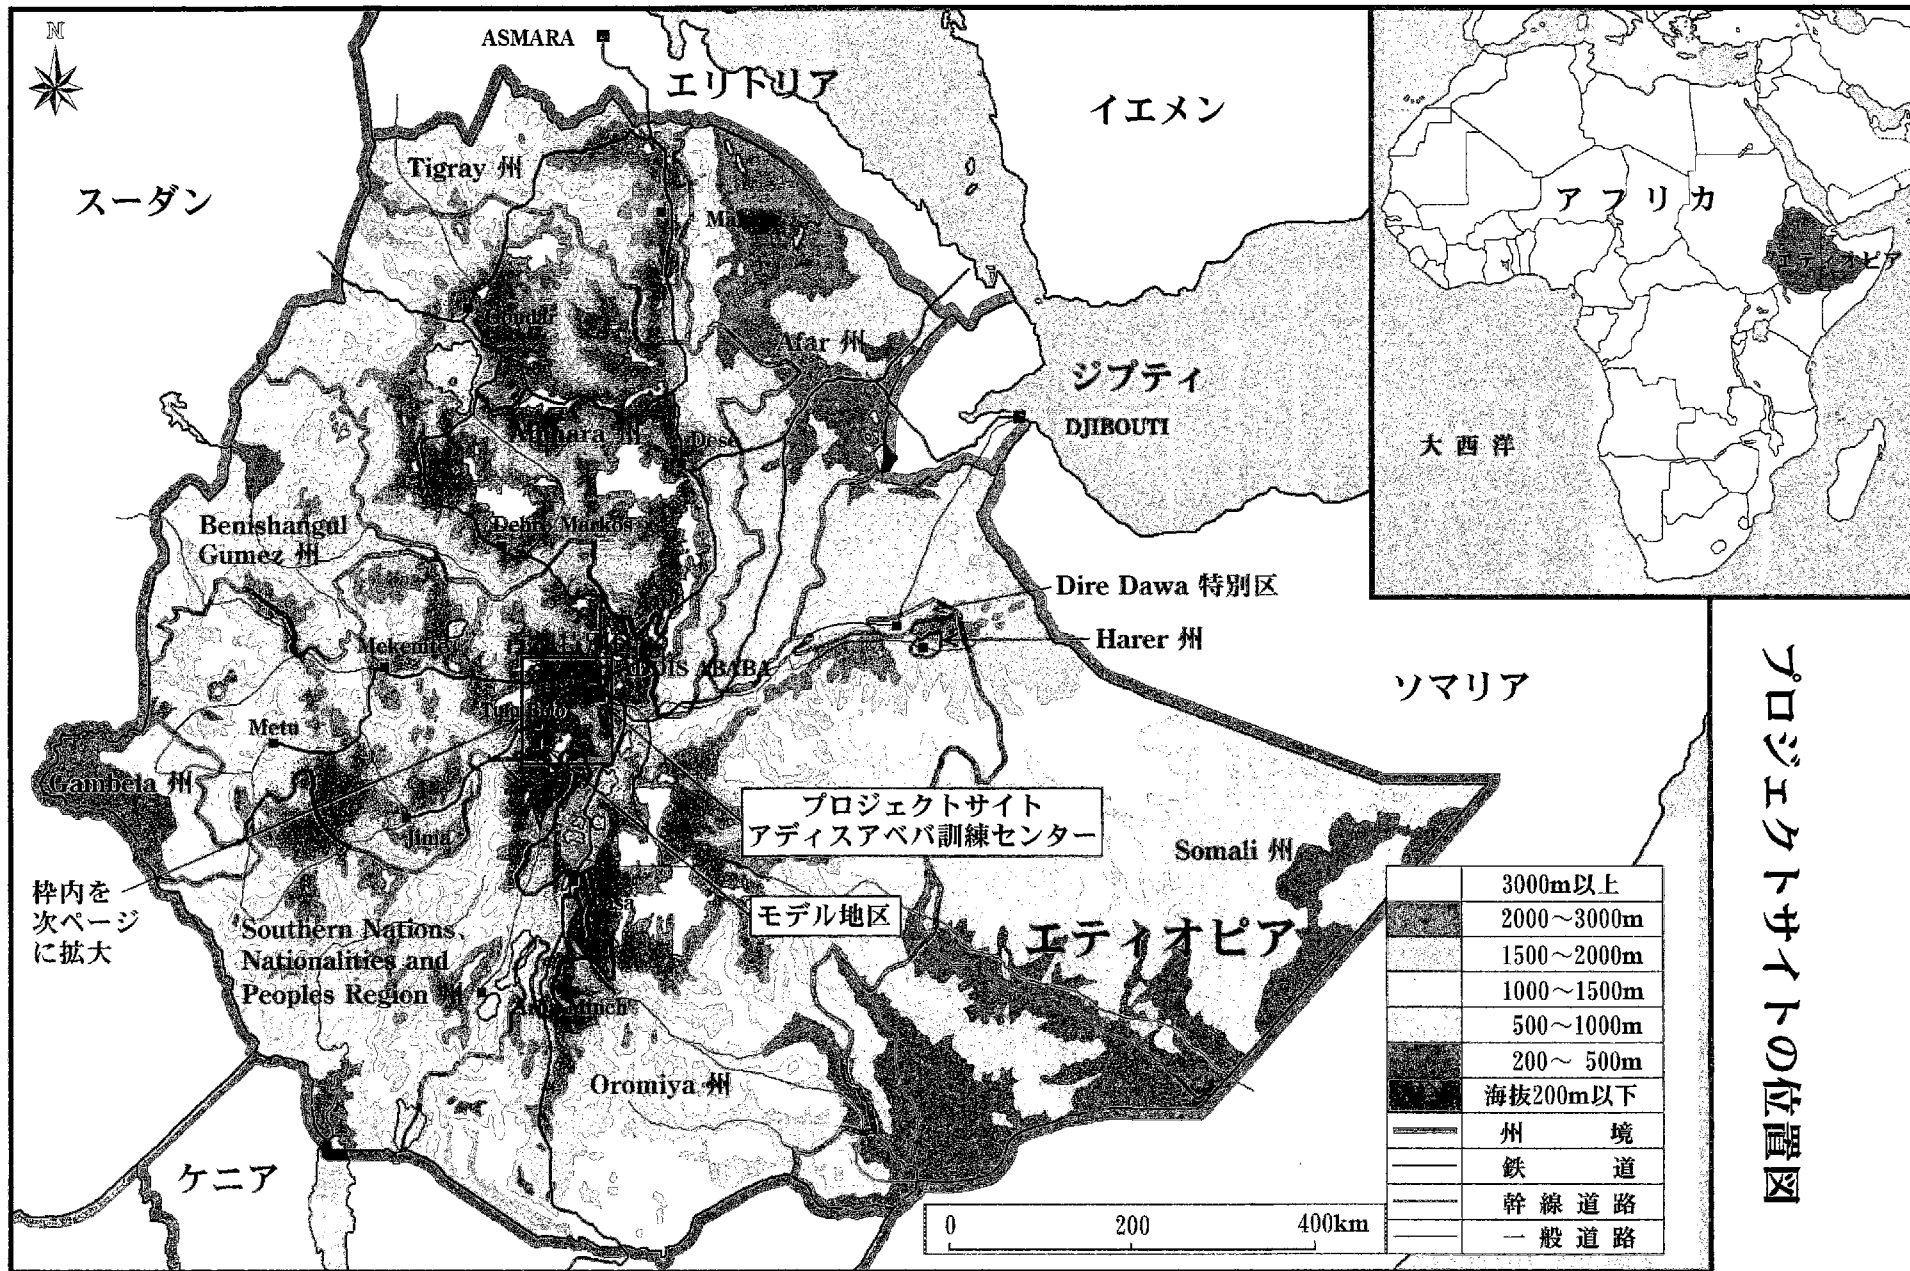 プロジェクトサイトの位置図
N
ASMARA
エリトリア
イエメン
スーダン
Tigray 州
Afar 州
ジプティ
DJIBOUTI
Amhara 州
Dese
Benishangul
Gumez 州
Debre Markos
Dire Dawa 特別区
Harer 州
ソマリア
Metu
Gambela 州
Jima
プロジェクトサイト
アディスアベバ訓練センター
モデル地区
Somali 州
エティオピア
枠内を
次ページ
に拡大
Southern Nations,
Nationalities and
Peoples Region 州
Oromiya 州
ケニア
0 200 400km
アフリカ
エティオピア
大西洋
3000m以上
2000～3000m
1500～2000m
1000～1500m
500～1000m
200～ 500m
海抜200m以下
州 境
鉄 道
幹線道路
一般道路